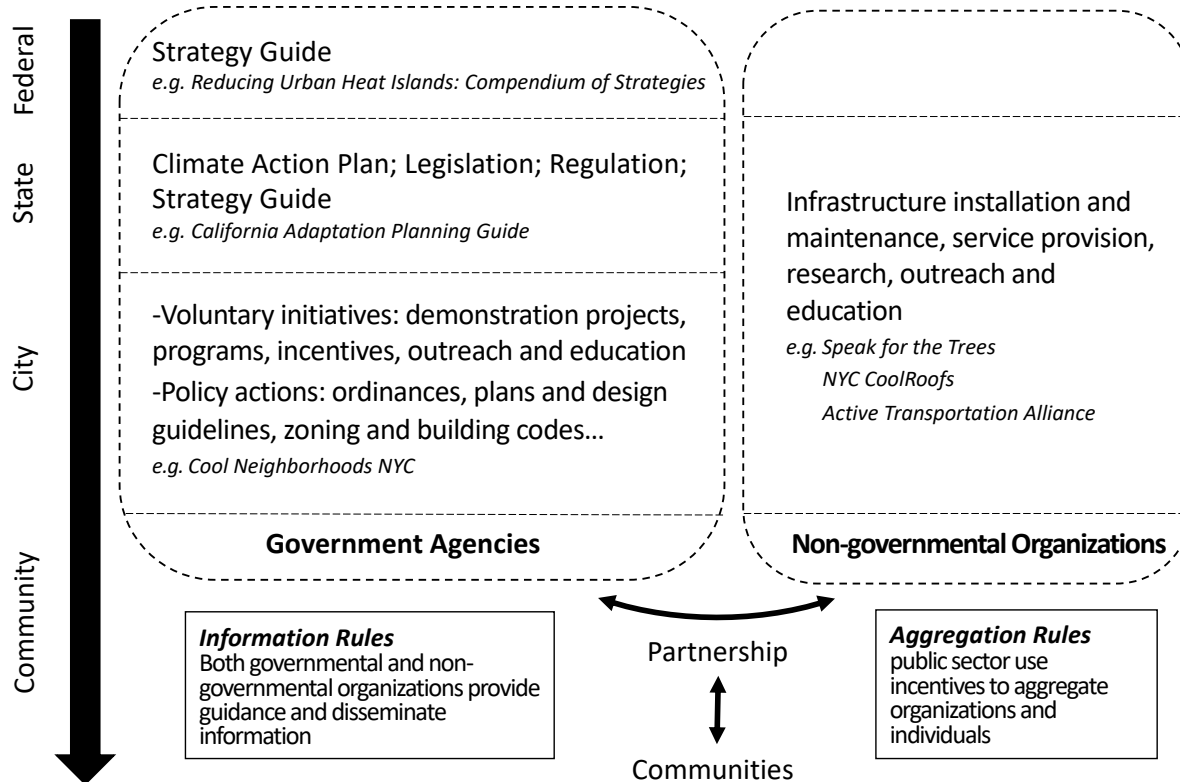 Federal
State
City
Community
Strategy Guide
e.g. Reducing Urban Heat Islands: Compendium of Strategies
Climate Action Plan; Legislation; Regulation;
Strategy Guide
e.g. California Adaptation Planning Guide
-Voluntary initiatives: demonstration projects,
programs, incentives, outreach and education
-Policy actions: ordinances, plans and design
guidelines, zoning and building codes...
e.g. Cool Neighborhoods NYC
Government Agencies
Infrastructure installation and
maintenance, service provision,
research, outreach and
education
e.g. Speak for the Trees
NYC CoolRoofs
Active Transportation Alliance
Non-governmental Organizations
Information Rules
Both governmental and non-
governmental organizations provide
guidance and disseminate
information
Partnership
Communities
Aggregation Rules
public sector use
incentives to aggregate
organizations and
individuals